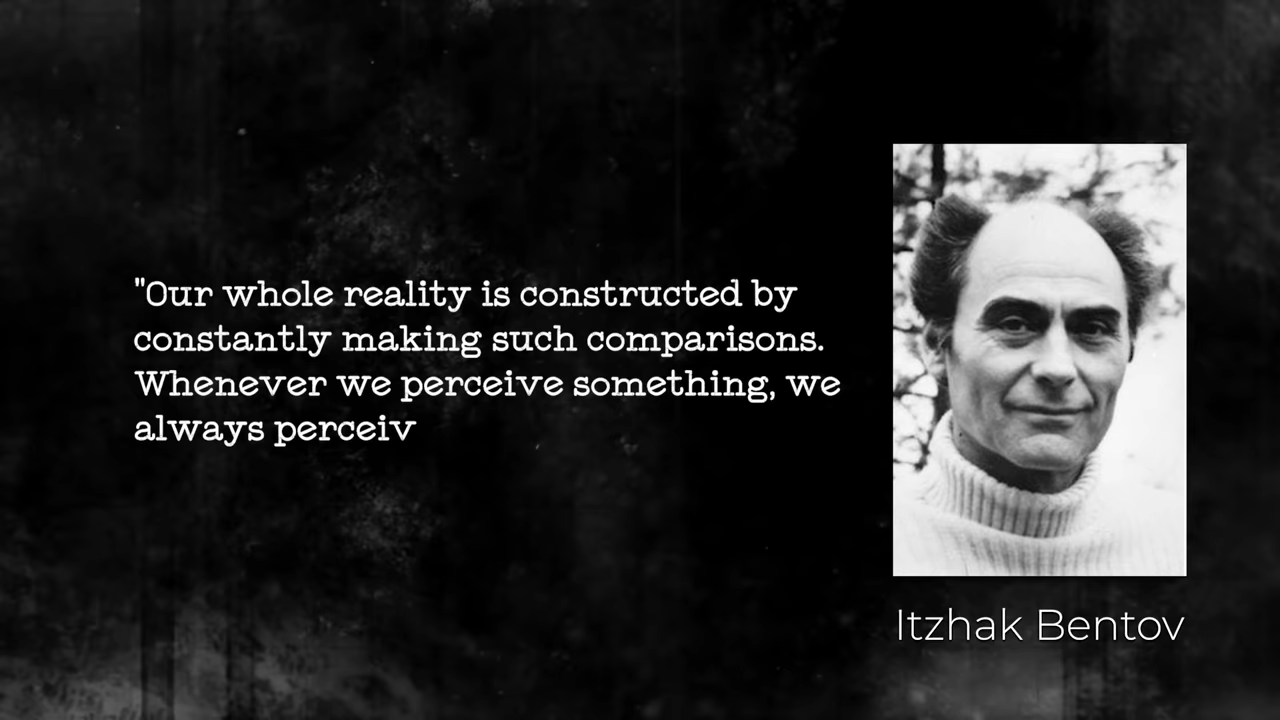 "Our whole reality is constructed by
constantly making such comparisons.
Whenever we perceive something, we
always perceiv
Itzhak Bentov